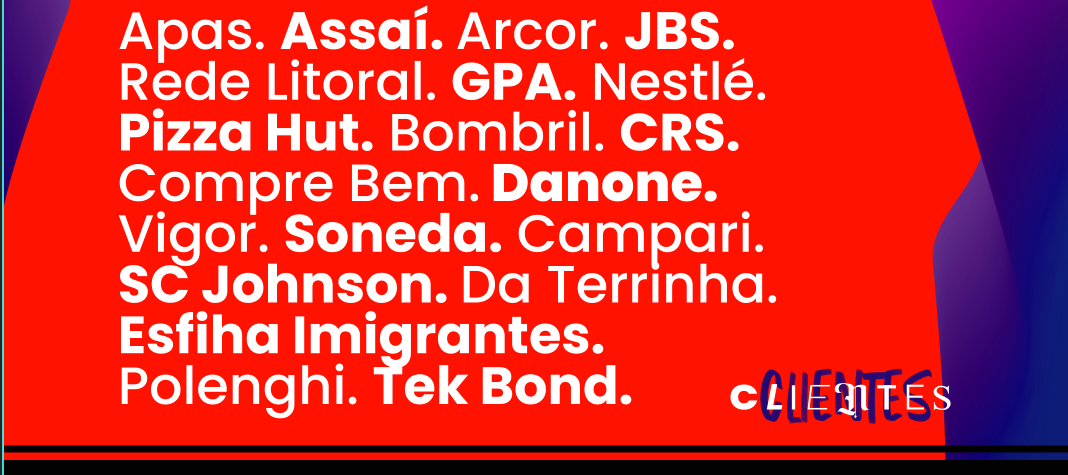 Apas. Assaí. Arcor. JBS.
Rede Litoral. GPA. Nestlé.
Pizza Hut. Bombril. CRS.
Compre Bem. Danone.
Vigor. Soneda. Campari.
SC Johnson. Da Terrinha.
Esfiha Imigrantes.
Polenghi. Tek Bond.
CLIENTES
CLIENTES